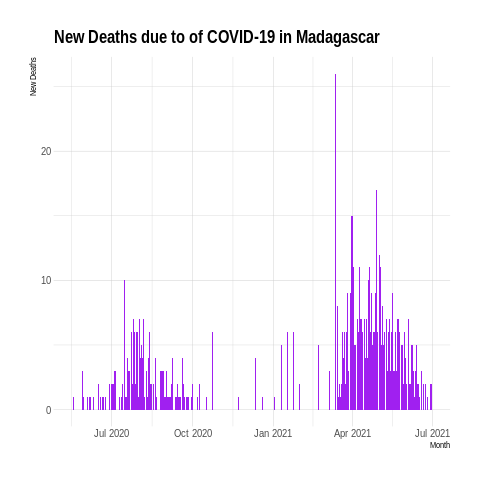 New Deaths due to of COVID-19 in Madagascar
New Deaths
20
10
0
Jul 2020 Oct 2020 Jan 2021 Apr 2021 Jul 2021
Month